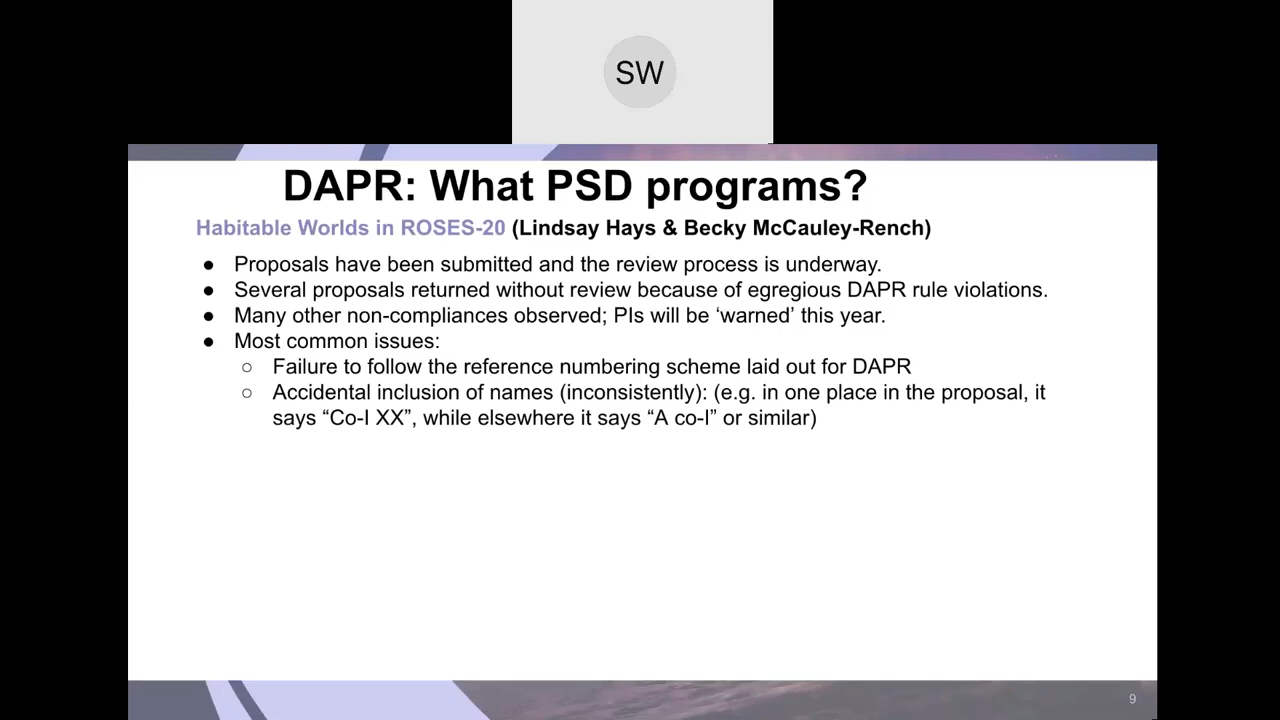 SW
DAPR: What PSD programs?
Habitable Worlds in ROSES-20 (Lindsay Hays & Becky McCauley-Rench)
● Proposals have been submitted and the review process is underway.
● Several proposals returned without review because of egregious DAPR rule violations.
● Many other non-compliances observed; PIs will be ‘warned’ this year.
● Most common issues:
○ Failure to follow the reference numbering scheme laid out for DAPR
○ Accidental inclusion of names (inconsistently): (e.g. in one place in the proposal, it
says “Co-I XX”, while elsewhere it says “A co-I” or similar)
9